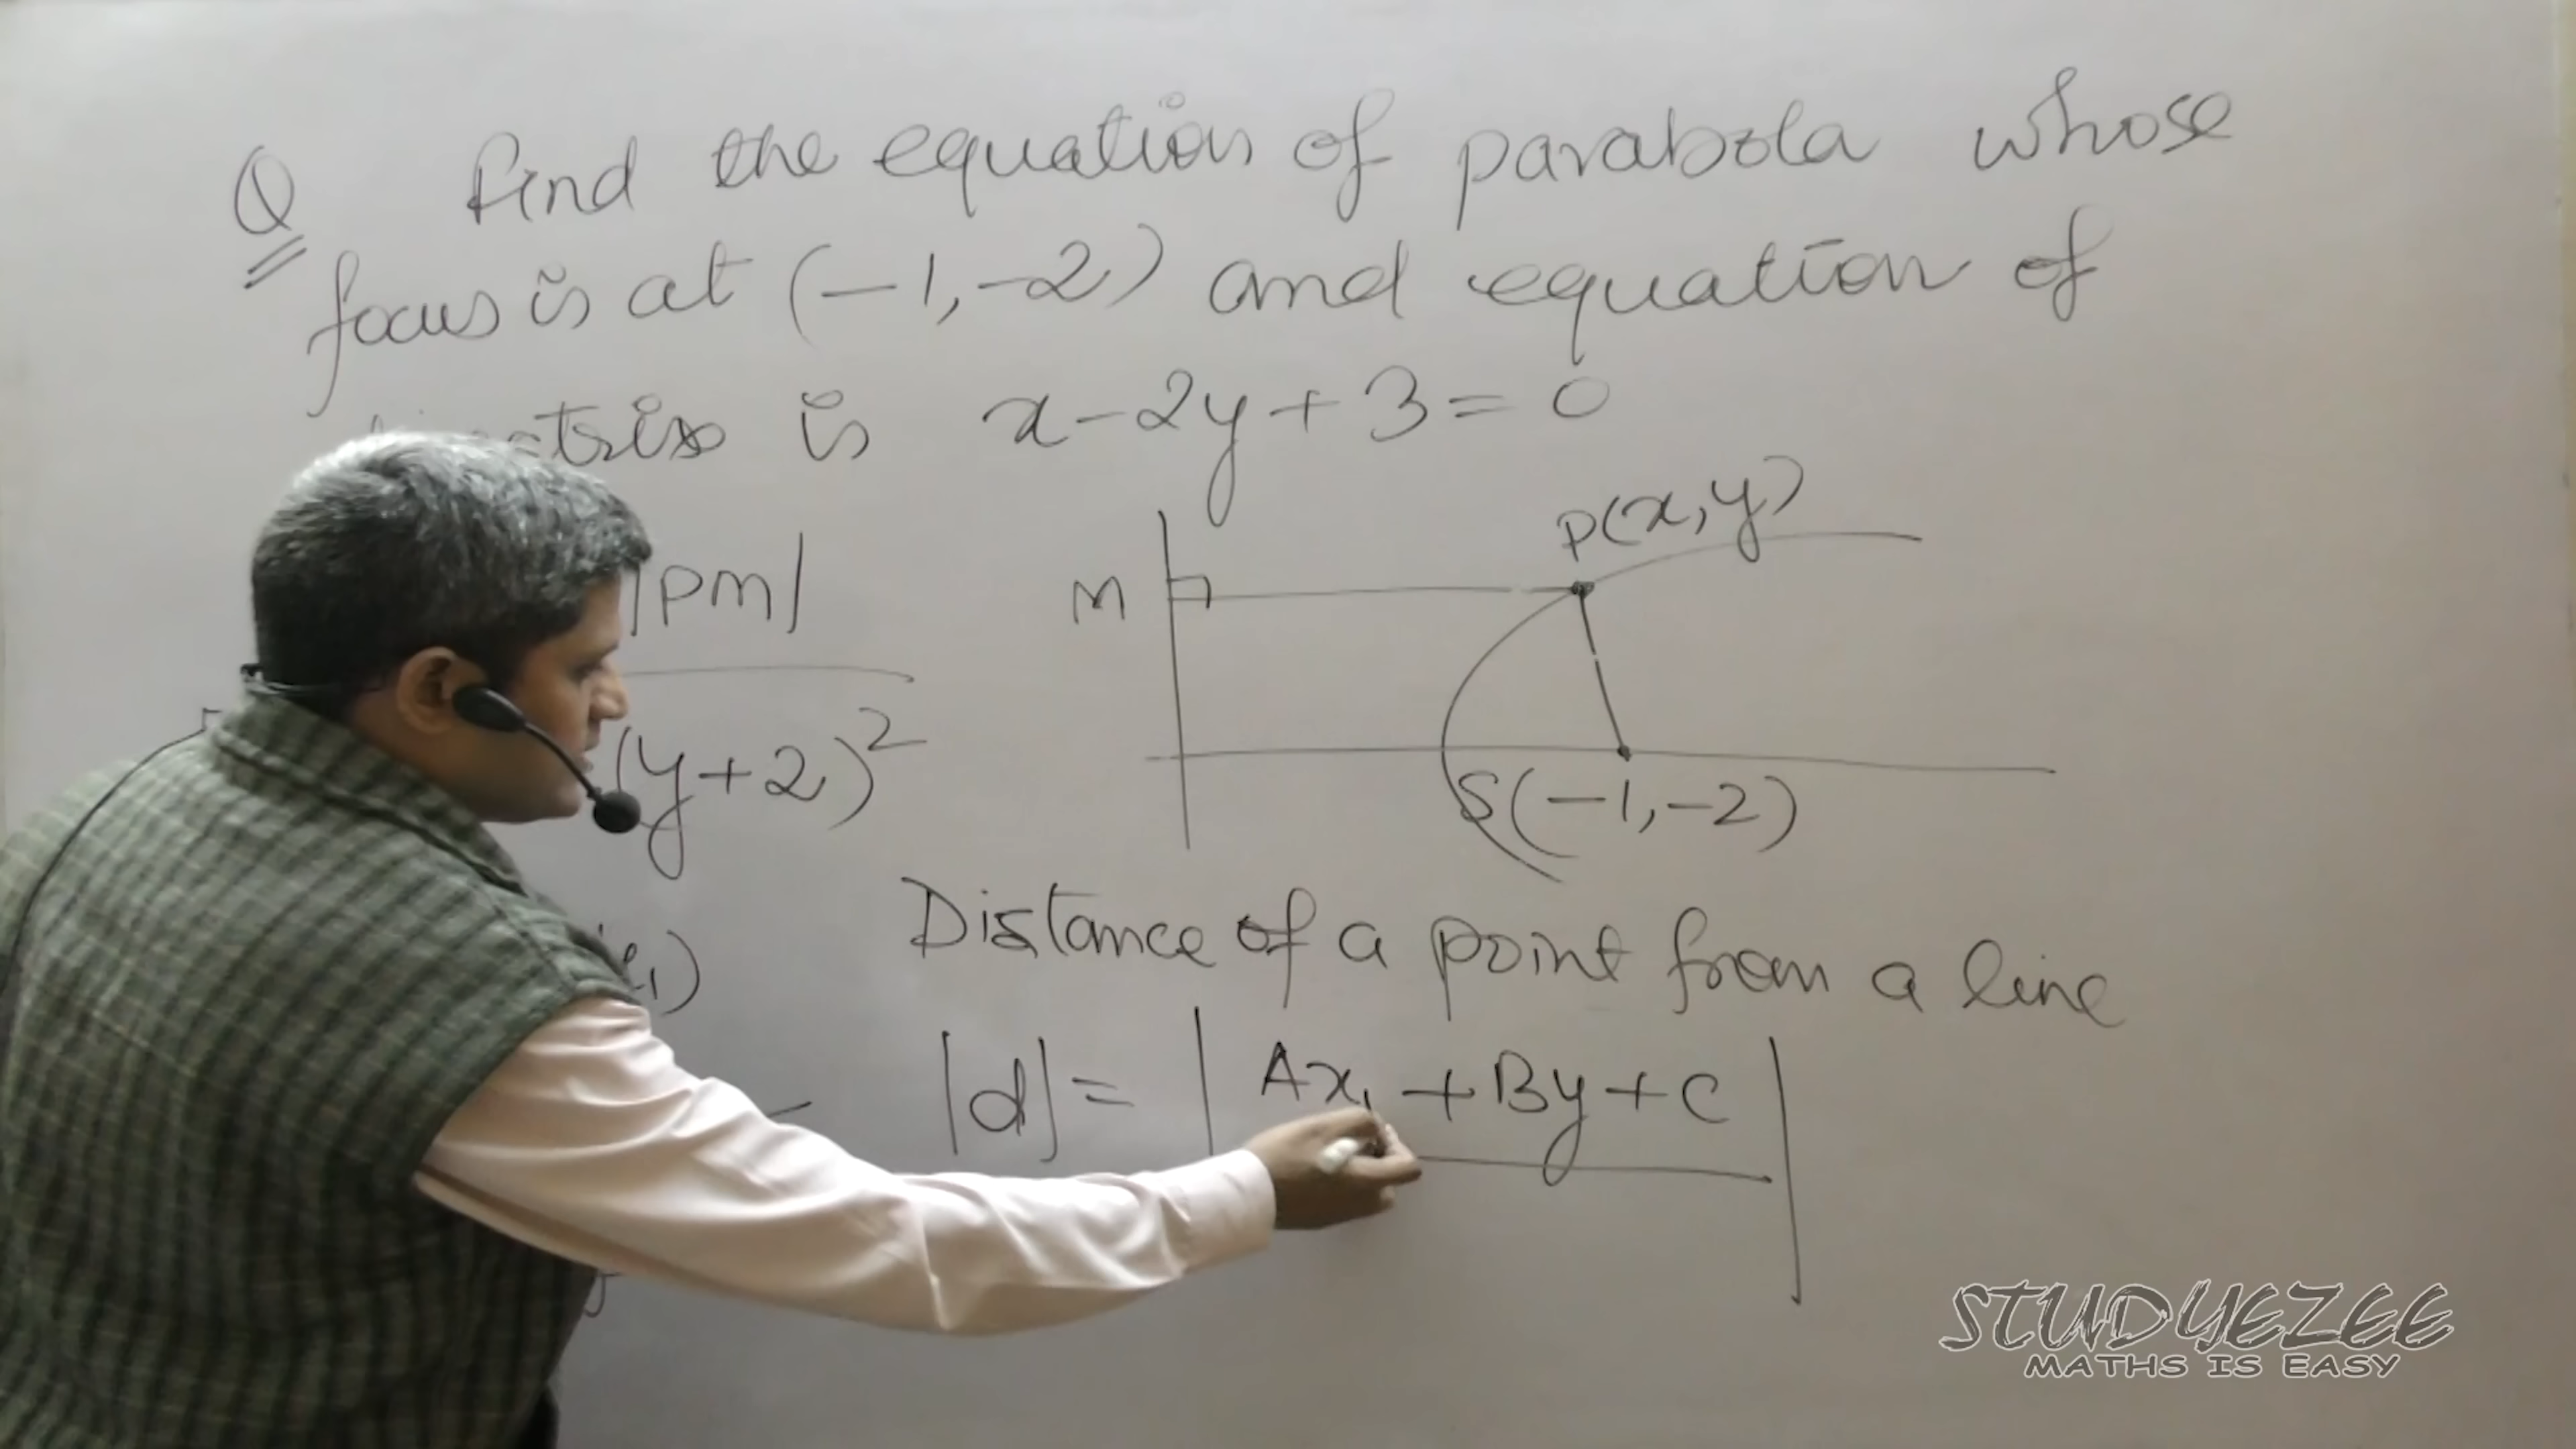 Q Find the equation of parabola whose
focus is at (-1,-2) and equation of
is x-2y+3=0
|PM|
M
P(x,y)
(y+2)²
S(-1,-2)
Distance of a point from a line
|d| = | Ax₁ + By + C |
STUDYEZEE
MATHS IS EASY